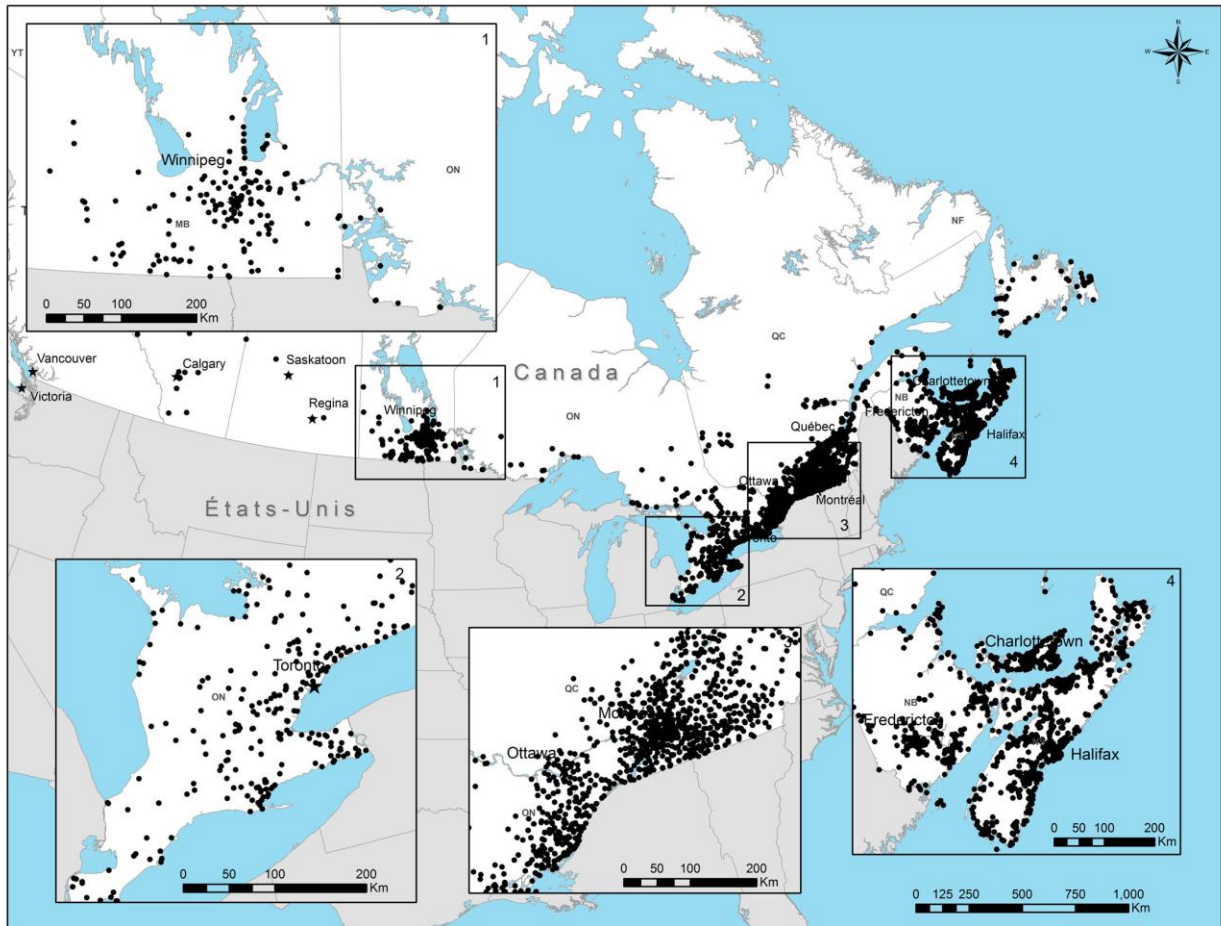 N
W E
S
YT
1
Winnipeg
ON
MB
0 50 100 200
Km
NF
QC
Vancouver
Victoria
Calgary
Saskatoon
Regina
Canada
1
Winnipeg
ON
Québec
NB
Charlottetown
Fredericton
Halifax
4
Ottawa
Montréal
3
2
États-Unis
2
Toronto
ON
0 50 100 200
Km
QC
Ottawa
ON
0 50 100 200
Km
4
QC
Charlottetown
NB
Fredericton
Halifax
0 50 100 200
Km
0 125 250 500 750 1,000
Km